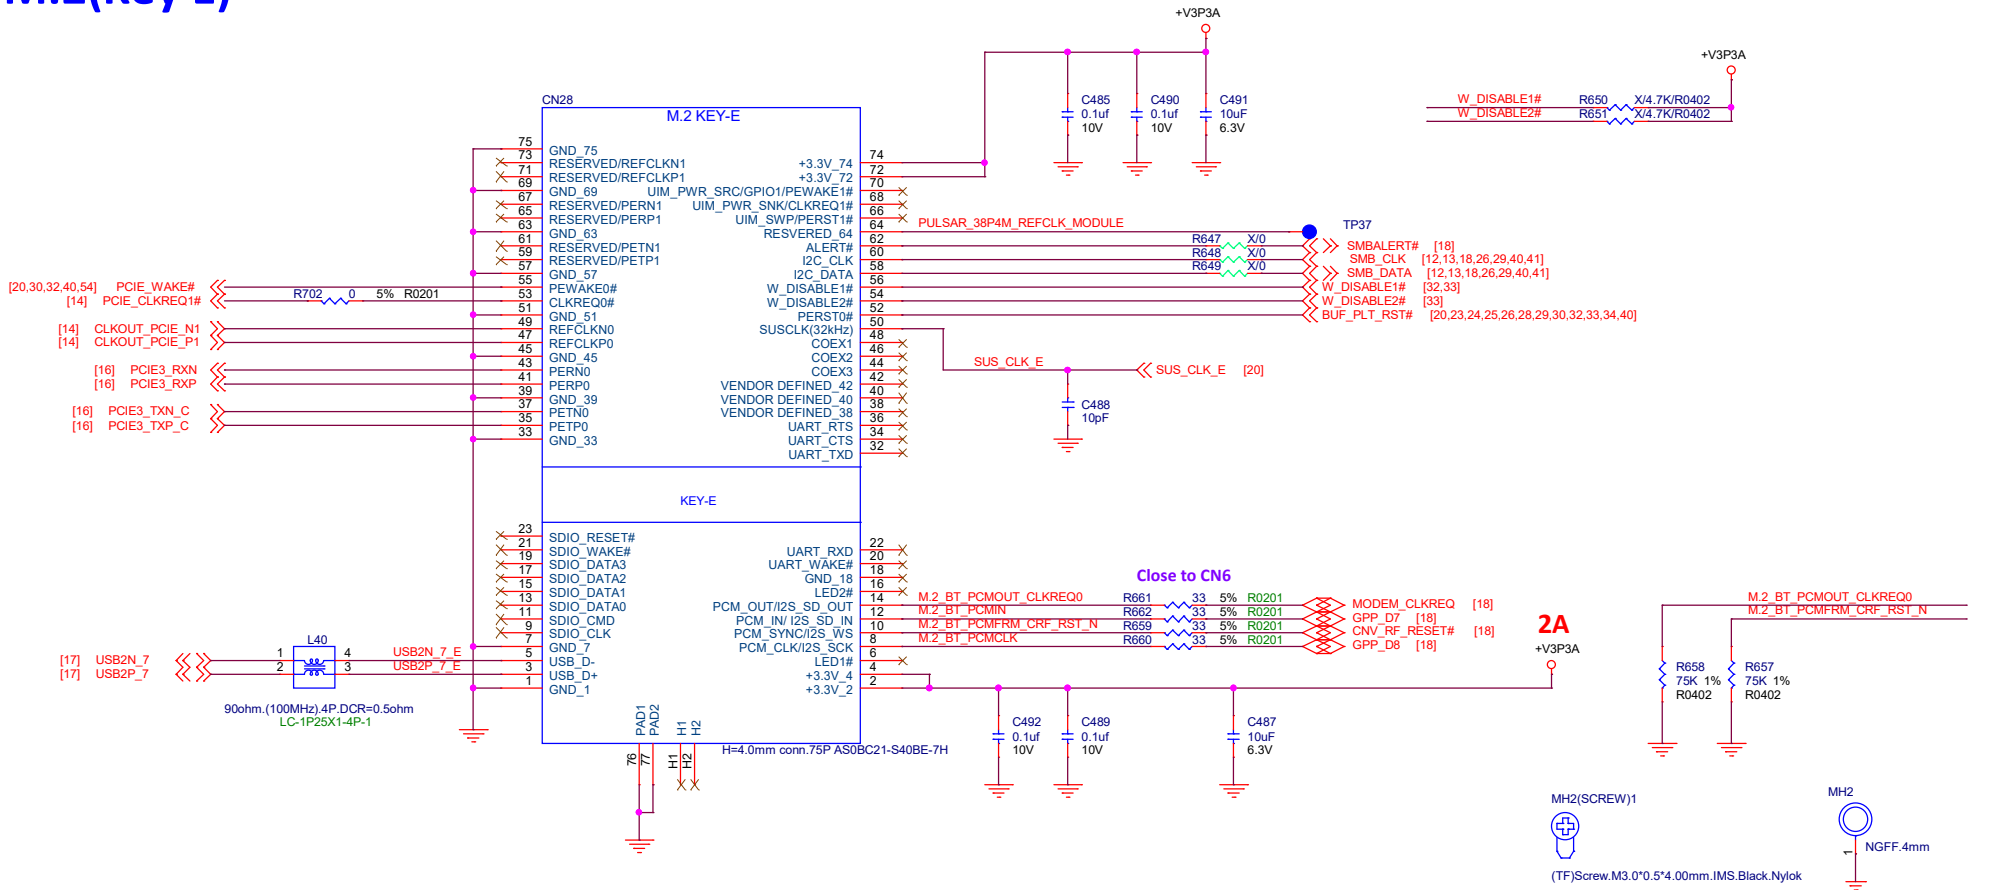 M.2(Key E)
+V3P3A
+V3P3A
CN28
M.2 KEY-E
C485
0.1uf
10V
C490
0.1uf
10V
C491
10uF
6.3V
W_DISABLE1#
R650
X/4.7K/R0402
W_DISABLE2#
R651
X/4.7K/R0402
75 GND_75
73 RESERVED/REFCLKN1
71 RESERVED/REFCLKP1
69 GND_69
67 RESERVED/PERN1
65 RESERVED/PERP1
63 GND_63
61 RESERVED/PETN1
59 RESERVED/PETP1
57 GND_57
[20,30,32,40,54] PCIE_WAKE# 55 PEWAKE0#
[14] PCIE_CLKREQ1# R702 0 5% R0201 53 CLKREQ0#
51 GND_51
[14] CLKOUT_PCIE_N1 49 REFCLKN0
[14] CLKOUT_PCIE_P1 47 REFCLKP0
45 GND_45
[16] PCIE3_RXN 43 PERN0
[16] PCIE3_RXP 41 PERP0
39 GND_39
[16] PCIE3_TXN_C 37 PETN0
[16] PCIE3_TXP_C 35 PETP0
33 GND_33
+3.3V_74 74
+3.3V_72 72
UIM_PWR_SRC/GPIO1/PEWAKE1# 70
UIM_PWR_SNK/CLKREQ1# 68
UIM_SWP/PERST1# 66
RESVERED_64 64 PULSAR_38P4M_REFCLK_MODULE TP37
ALERT# 62 R647 X/0 SMBALERT# [18]
I2C_CLK 60 R648 X/0 SMB_CLK [12,13,18,26,29,40,41]
I2C_DATA 58 R649 X/0 SMB_DATA [12,13,18,26,29,40,41]
W_DISABLE1# 56 W_DISABLE1# [32,33]
W_DISABLE2# 54 W_DISABLE2# [33]
PERST0# 52 BUF_PLT_RST# [20,23,24,25,26,28,29,30,32,33,34,40]
SUSCLK(32kHz) 50
COEX1 48
COEX2 46
COEX3 44
SUS_CLK_E SUS_CLK_E [20]
VENDOR DEFINED_42 42
VENDOR DEFINED_40 40
VENDOR DEFINED_38 38
UART_RTS 36
UART_CTS 34
UART_TXD 32
C488
10pF
KEY-E
23 SDIO_RESET#
21 SDIO_WAKE#
19 SDIO_DATA3
17 SDIO_DATA2
15 SDIO_DATA1
13 SDIO_DATA0
11 SDIO_CMD
9 SDIO_CLK
7 GND_7
[17] USB2N_7 1 L40 4 USB2N_7_E 5 USB_D-
[17] USB2P_7 2 3 USB2P_7_E 3 USB_D+
1 GND_1
90ohm.(100MHz).4P.DCR=0.5ohm
LC-1P25X1-4P-1
UART_RXD 22
UART_WAKE# 20
GND_18 18
LED2# 16
Close to CN6
PCM_OUT/I2S_SD_OUT 14 M.2_BT_PCMOUT_CLKREQ0 R661 33 5% R0201 MODEM_CLKREQ [18]
PCM_IN/ I2S_SD_IN 12 M.2_BT_PCMIN R662 33 5% R0201 GPP_D7 [18]
PCM_SYNC/I2S_WS 10 M.2_BT_PCMFRM_CRF_RST_N R659 33 5% R0201 CNV_RF_RESET# [18]
PCM_CLK/I2S_SCK 8 M.2_BT_PCMCLK R660 33 5% R0201 GPP_D8 [18]
LED1# 6
+3.3V_4 4
+3.3V_2 2
2A
+V3P3A
M.2_BT_PCMOUT_CLKREQ0
M.2_BT_PCMFRM_CRF_RST_N
R658
75K 1%
R0402
R657
75K 1%
R0402
C492
0.1uf
10V
C489
0.1uf
10V
C487
10uF
6.3V
PAD1
PAD2
H1
H2
76
77
H1
H2
H=4.0mm conn.75P AS0BC21-S40BE-7H
MH2(SCREW)1
(TF)Screw.M3.0*0.5*4.00mm.IMS.Black.Nylok
MH2
1
NGFF.4mm